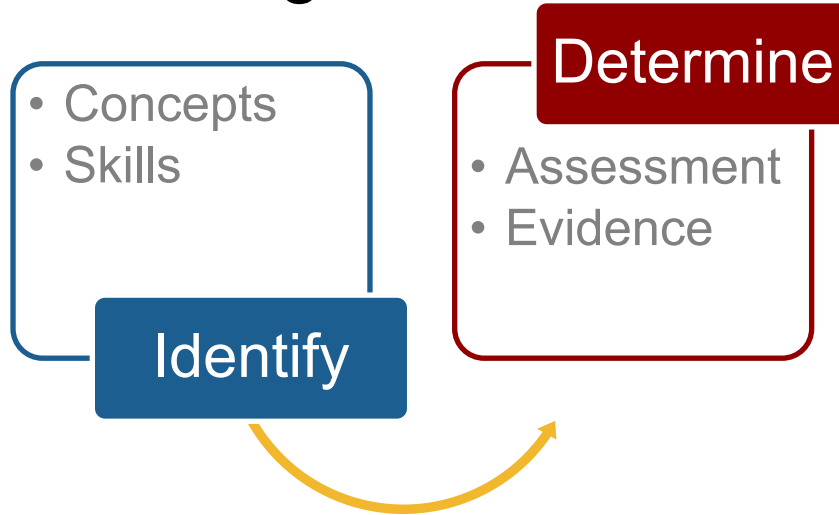 • Concepts
• Skills
Identify
Determine
• Assessment
• Evidence